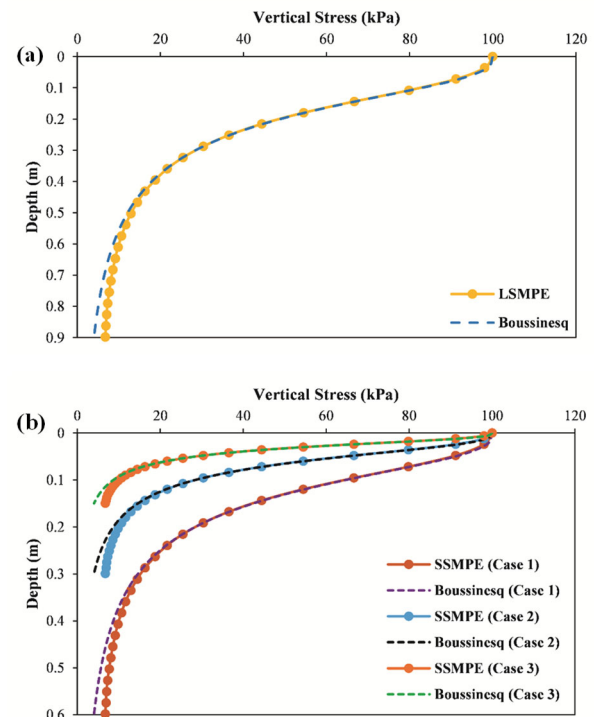 Vertical Stress (kPa)
0 20 40 60 80 100 120
(a)
Depth (m)
0
0.1
0.2
0.3
0.4
0.5
0.6
0.7
0.8
0.9
LSMPE
Boussinesq
Vertical Stress (kPa)
0 20 40 60 80 100 120
(b)
Depth (m)
0
0.1
0.2
0.3
0.4
0.5
0.6
SSMPE (Case 1)
Boussinesq (Case 1)
SSMPE (Case 2)
Boussinesq (Case 2)
SSMPE (Case 3)
Boussinesq (Case 3)